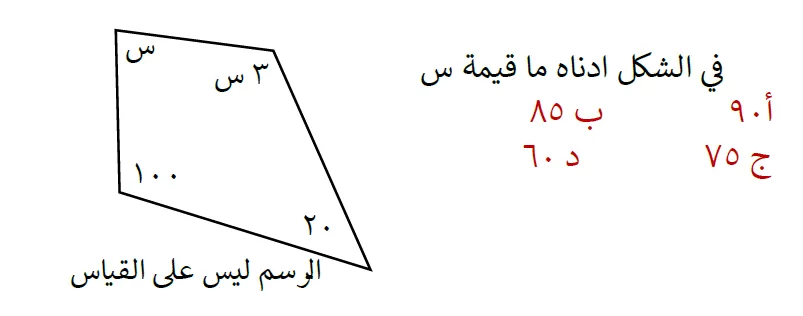 في الشكل ادناه ما قيمة س
أ ٩٠ ب ٨٥
ج ٧٥ د ٦٠
س
٣ س
١٠٠
٢٠
الرسم ليس على القياس